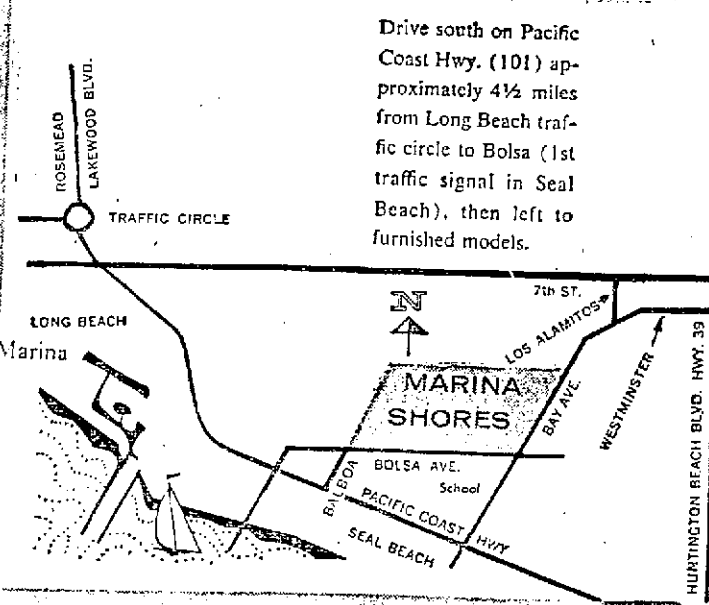 Drive south on Pacific
Coast Hwy. (101) ap-
proximately 4½ miles
from Long Beach traf-
fic circle to Bolsa (1st
traffic signal in Seal
Beach), then left to
furnished models.
ROSEMEAD
LAKEWOOD BLVD.
TRAFFIC CIRCLE
7th ST.
N
LONG BEACH
LOS ALAMITOS
Marina
MARINA
SHORES
BAY AVE.
WESTMINSTER
HUNTINGTON BEACH BLVD. HWY. 39
BALBOA
BOLSA AVE.
School
PACIFIC COAST HWY
SEAL BEACH